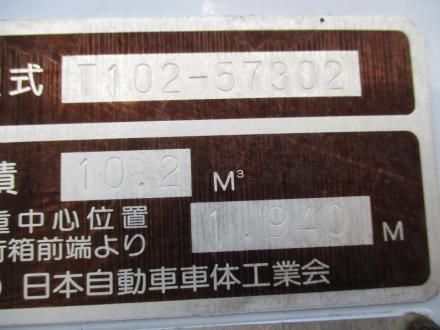 式 T102-57302
積 10.2 M³
重中心位置
箱前端より 1.940 M
日本自動車車体工業会